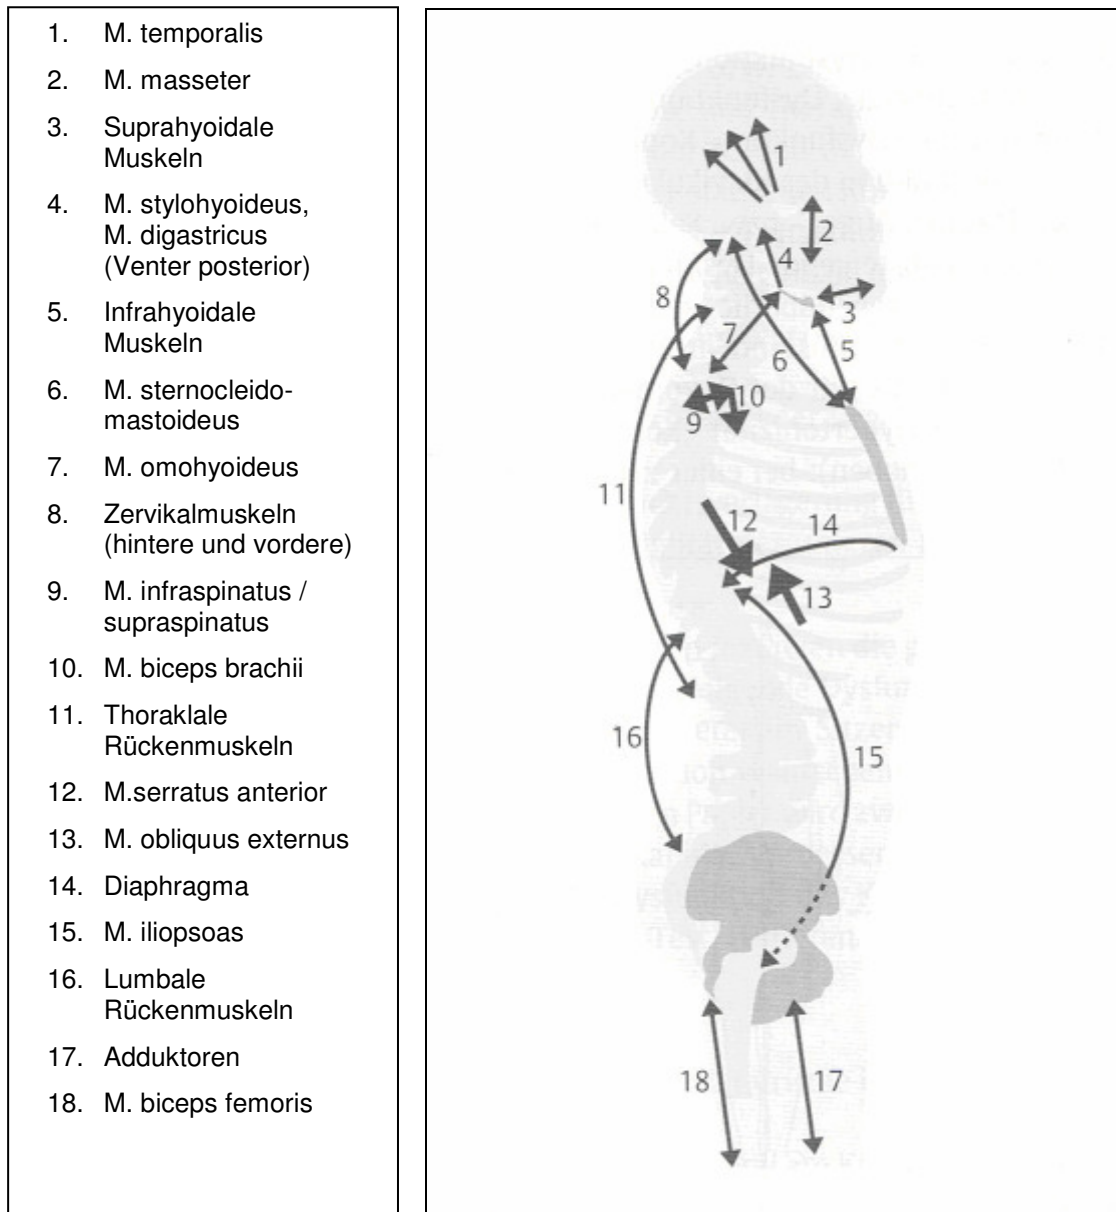 1. M. temporalis
2. M. masseter
3. Suprahyoidale
Muskeln
4. M. stylohyoideus,
M. digastricus
(Venter posterior)
5. Infrahyoidale
Muskeln
6. M. sternocleido-
mastoideus
7. M. omohyoideus
8. Zervikalmuskeln
(hintere und vordere)
9. M. infraspinatus /
supraspinatus
10. M. biceps brachii
11. Thoraklale
Rückenmuskeln
12. M.serratus anterior
13. M. obliquus externus
14. Diaphragma
15. M. iliopsoas
16. Lumbale
Rückenmuskeln
17. Adduktoren
18. M. biceps femoris
1
2
4
8
3
7
5
6
10
9
11
12
14
13
16
15
18
17